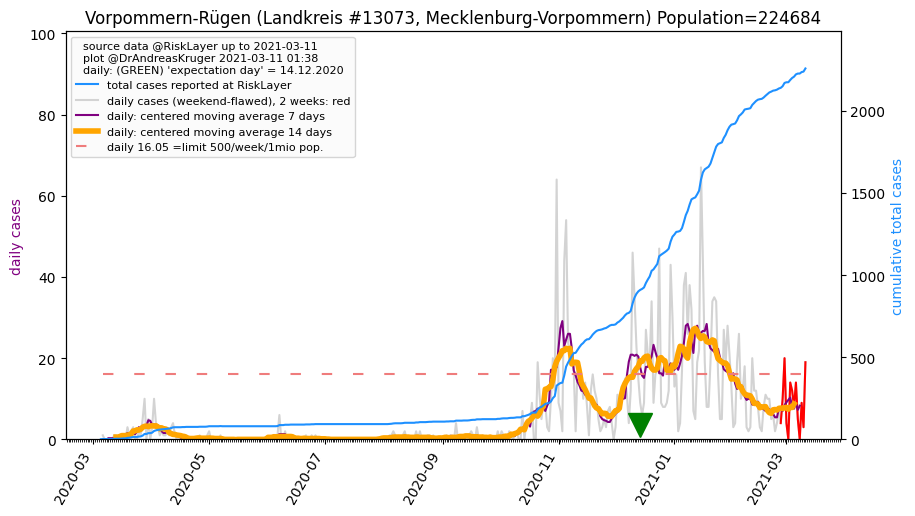 Vorpommern-Rügen (Landkreis #13073, Mecklenburg-Vorpommern) Population=224684
source data @RiskLayer up to 2021-03-11
plot @DrAndreasKruger 2021-03-11 01:38
daily: (GREEN) 'expectation day' = 14.12.2020
total cases reported at RiskLayer
daily cases (weekend-flawed), 2 weeks: red
daily: centered moving average 7 days
daily: centered moving average 14 days
daily 16.05 =limit 500/week/1mio pop.
daily cases
100
80
60
40
20
0
cumulative total cases
2000
1500
1000
500
0
2020-03
2020-05
2020-07
2020-09
2020-11
2021-01
2021-03